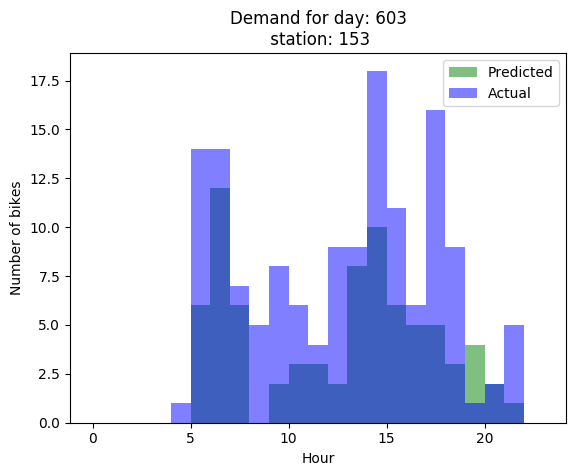 Demand for day: 603
station: 153
Predicted
Actual
17.5
15.0
12.5
10.0
7.5
5.0
2.5
0.0
Number of bikes
0 5 10 15 20
Hour